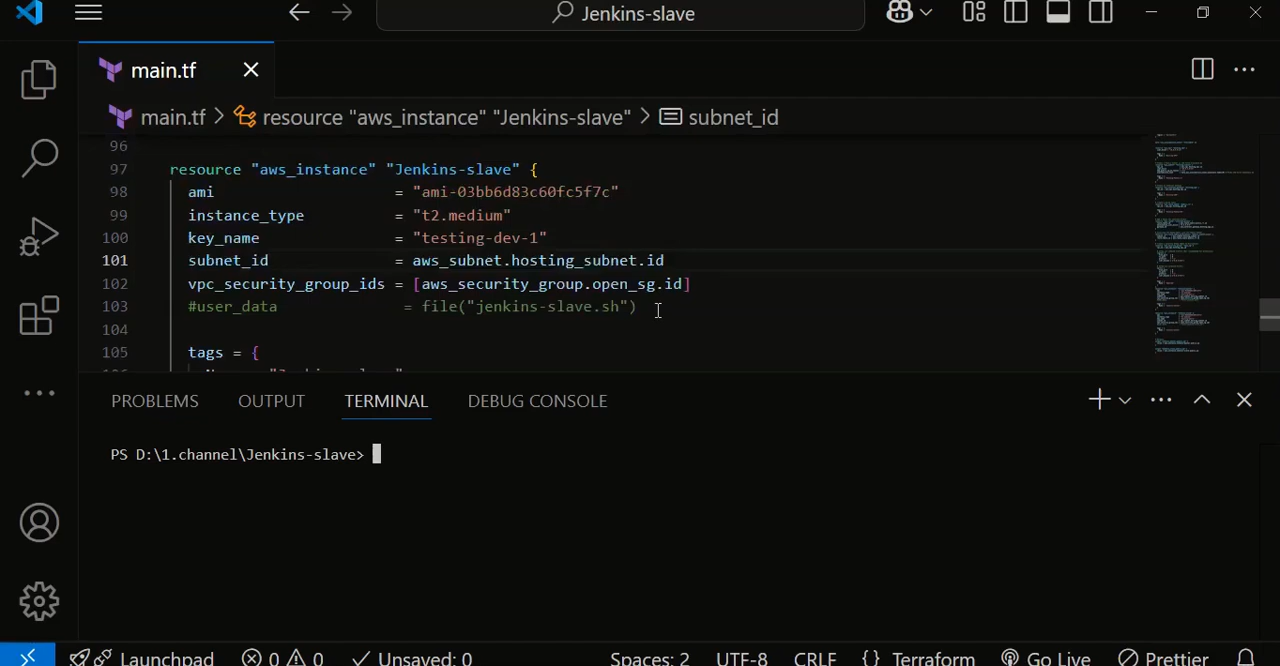 Jenkins-slave
main.tf
main.tf > resource "aws_instance" "Jenkins-slave" > subnet_id
96
97 resource "aws_instance" "Jenkins-slave" {
98 ami = "ami-03bb6d83c60fc5f7c"
99 instance_type = "t2.medium"
100 key_name = "testing-dev-1"
101 subnet_id = aws_subnet.hosting_subnet.id
102 vpc_security_group_ids = [aws_security_group.open_sg.id]
103 #user_data = file("jenkins-slave.sh")
104
105 tags = {
PROBLEMS OUTPUT TERMINAL DEBUG CONSOLE
PS D:\1.channel\Jenkins-slave>
Launchpad 0 0 Unsaved: 0 Spaces: 2 UTF-8 CRLF {} Terraform Go Live Prettier